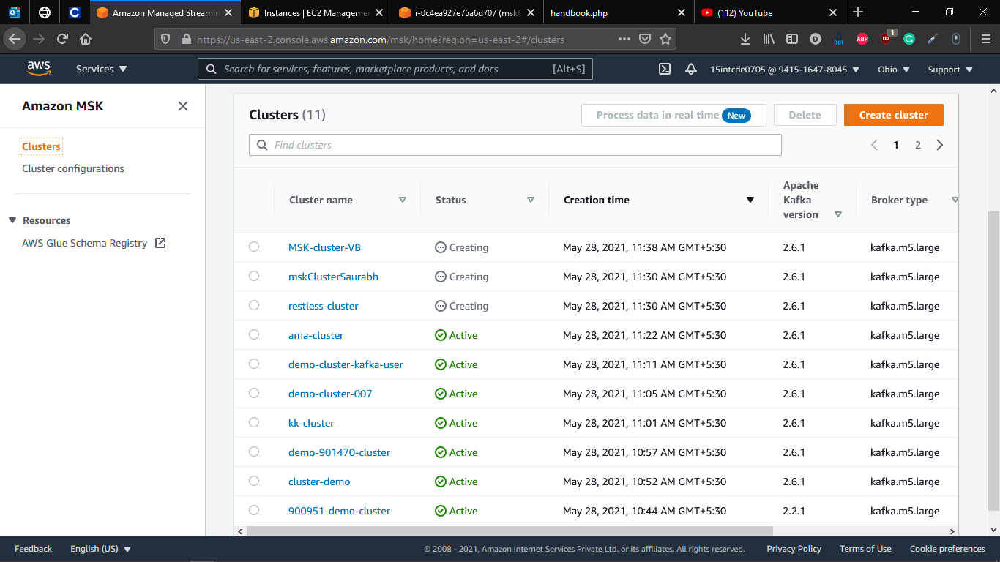 Amazon Managed Streamin
Instances | EC2 Managemen
i-0c4ea927e75a6d707 (mskC
handbook.php
(112) YouTube
https://us-east-2.console.aws.amazon.com/msk/home?region=us-east-2#/clusters
D
bot
ABP
1
aws
Services
Search for services, features, marketplace products, and docs
[Alt+S]
15intcde0705 @ 9415-1647-8045
Ohio
Support
Amazon MSK
Clusters
Cluster configurations
Resources
AWS Glue Schema Registry
Clusters (11)
Process data in real time New
Delete
Create cluster
Find clusters
1 2
Cluster name Status Creation time Apache Kafka version Broker type
MSK-cluster-VB Creating May 28, 2021, 11:38 AM GMT+5:30 2.6.1 kafka.m5.large
mskClusterSaurabh Creating May 28, 2021, 11:30 AM GMT+5:30 2.6.1 kafka.m5.large
restless-cluster Creating May 28, 2021, 11:30 AM GMT+5:30 2.6.1 kafka.m5.large
ama-cluster Active May 28, 2021, 11:22 AM GMT+5:30 2.6.1 kafka.m5.large
demo-cluster-kafka-user Active May 28, 2021, 11:11 AM GMT+5:30 2.6.1 kafka.m5.large
demo-cluster-007 Active May 28, 2021, 11:05 AM GMT+5:30 2.6.1 kafka.m5.large
kk-cluster Active May 28, 2021, 11:01 AM GMT+5:30 2.6.1 kafka.m5.large
demo-901470-cluster Active May 28, 2021, 10:57 AM GMT+5:30 2.6.1 kafka.m5.large
cluster-demo Active May 28, 2021, 10:52 AM GMT+5:30 2.6.1 kafka.m5.large
900951-demo-cluster Active May 28, 2021, 10:44 AM GMT+5:30 2.2.1 kafka.m5.large
Feedback
English (US)
© 2008 - 2021, Amazon Internet Services Private Ltd. or its affiliates. All rights reserved.
Privacy Policy
Terms of Use
Cookie preferences